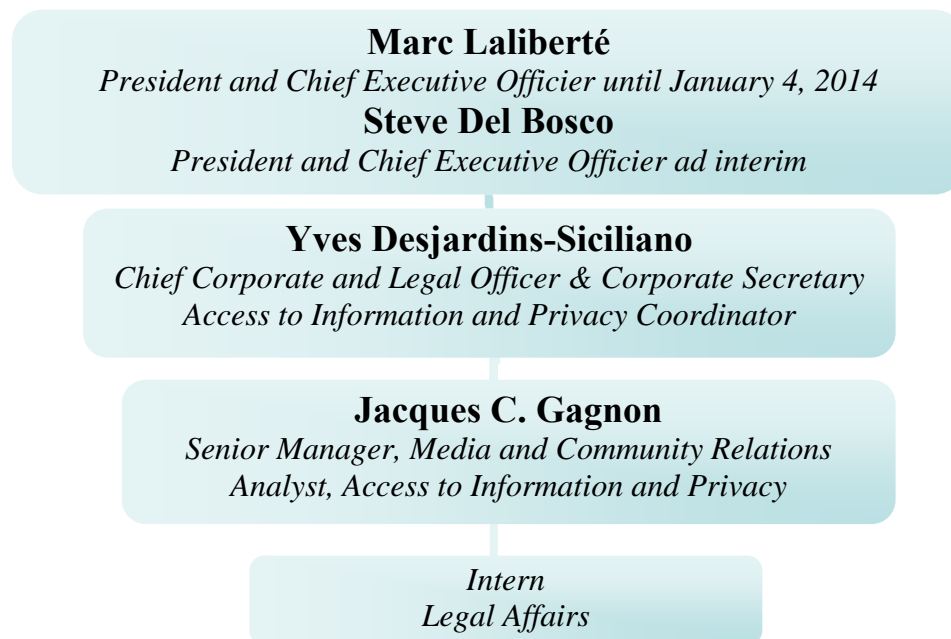 Marc Laliberté
President and Chief Executive Officier until January 4, 2014
Steve Del Bosco
President and Chief Executive Officier ad interim
Yves Desjardins-Siciliano
Chief Corporate and Legal Officer & Corporate Secretary
Access to Information and Privacy Coordinator
Jacques C. Gagnon
Senior Manager, Media and Community Relations
Analyst, Access to Information and Privacy
Intern
Legal Affairs